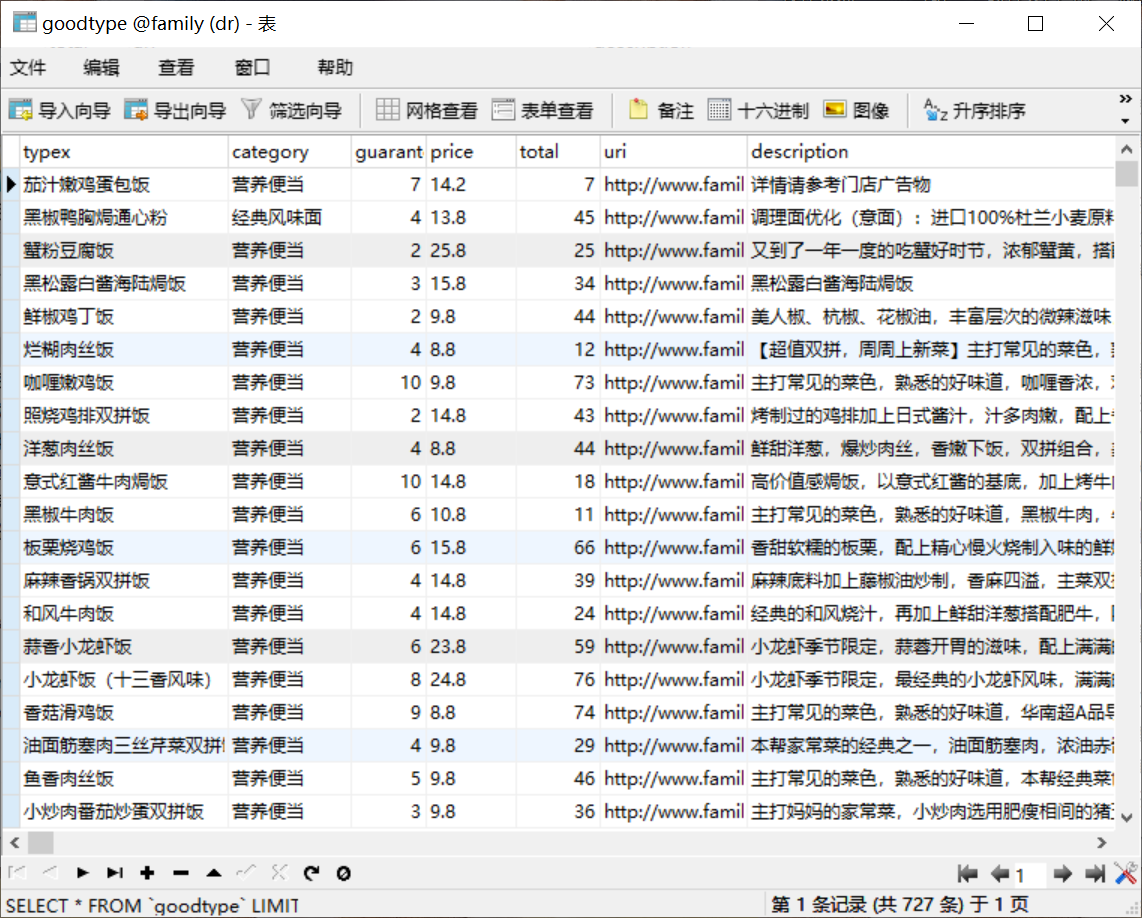 goodtype @family (dr) - 表
文件 编辑 查看 窗口 帮助
导入向导 导出向导 筛选向导 网格查看 表单查看 备注 十六进制 图像 升序排序
typex category guarant price total uri description
茄汁嫩鸡蛋包饭 营养便当 7 14.2 7 http://www.famil 详情请参考门店广告物
黑椒鸭胸焗通心粉 经典风味面 4 13.8 45 http://www.famil 调理面优化（意面）：进口100%杜兰小麦原料
蟹粉豆腐饭 营养便当 2 25.8 25 http://www.famil 又到了一年一度的吃蟹好时节，浓郁蟹黄，搭配
黑松露白酱海陆焗饭 营养便当 3 15.8 34 http://www.famil 黑松露白酱海陆焗饭
鲜椒鸡丁饭 营养便当 2 9.8 44 http://www.famil 美人椒、杭椒、花椒油，丰富层次的微辣滋味
烂糊肉丝饭 营养便当 4 8.8 12 http://www.famil 【超值双拼，周周上新菜】主打常见的菜色，
咖喱嫩鸡饭 营养便当 10 9.8 73 http://www.famil 主打常见的菜色，熟悉的好味道，咖喱香浓，
照烧鸡排双拼饭 营养便当 2 14.8 43 http://www.famil 烤制过的鸡排加上日式酱汁，汁多肉嫩，配上
洋葱肉丝饭 营养便当 4 8.8 44 http://www.famil 鲜甜洋葱，爆炒肉丝，香嫩下饭，双拼组合，
意式红酱牛肉焗饭 营养便当 10 14.8 18 http://www.famil 高价值感焗饭，以意式红酱的基底，加上烤牛
黑椒牛肉饭 营养便当 6 10.8 11 http://www.famil 主打常见的菜色，熟悉的好味道，黑椒牛肉，
板栗烧鸡饭 营养便当 6 15.8 66 http://www.famil 香甜软糯的板栗，配上精心慢火烧制入味的鲜
麻辣香锅双拼饭 营养便当 4 14.8 39 http://www.famil 麻辣底料加上藤椒油炒制，香麻四溢，主菜双
和风牛肉饭 营养便当 4 14.8 24 http://www.famil 经典的和风烧汁，再加上鲜甜洋葱搭配肥牛，
蒜香小龙虾饭 营养便当 6 23.8 59 http://www.famil 小龙虾季节限定，蒜蓉开胃的滋味，配上满满
小龙虾饭（十三香风味） 营养便当 8 24.8 76 http://www.famil 小龙虾季节限定，最经典的小龙虾风味，满满
香菇滑鸡饭 营养便当 9 8.8 74 http://www.famil 主打常见的菜色，熟悉的好味道，华南超A品
油面筋塞肉三丝芹菜双拼 营养便当 4 9.8 29 http://www.famil 本帮家常菜的经典之一，油面筋塞肉，浓油赤
鱼香肉丝饭 营养便当 5 9.8 46 http://www.famil 主打常见的菜色，熟悉的好味道，本帮经典菜
小炒肉番茄炒蛋双拼饭 营养便当 3 9.8 36 http://www.famil 主打妈妈的家常菜，小炒肉选用肥瘦相间的猪
1
SELECT * FROM `goodtype` LIMIT 第 1 条记录 (共 727 条) 于 1 页